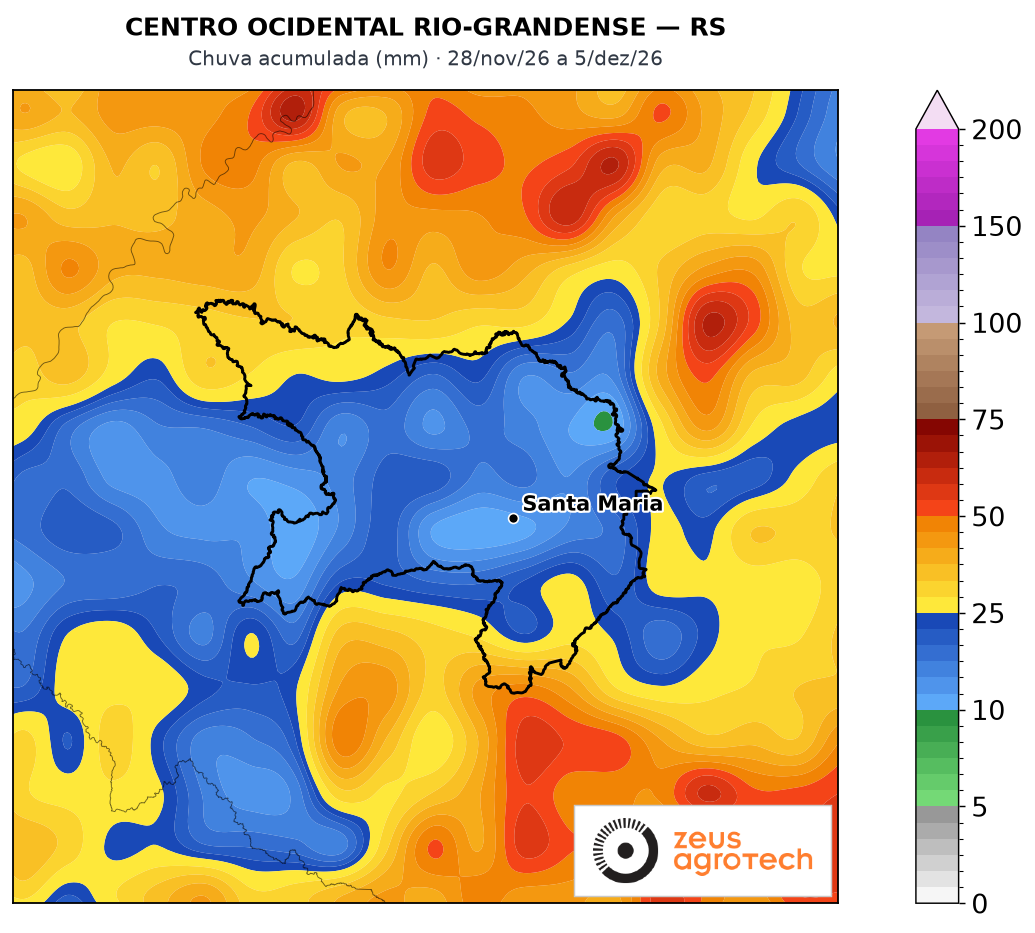 CENTRO OCIDENTAL RIO-GRANDENSE — RS
Chuva acumulada (mm) · 28/nov/26 a 5/dez/26
200
150
100
75
50
25
10
5
0
Santa Maria
zeus
agrotech